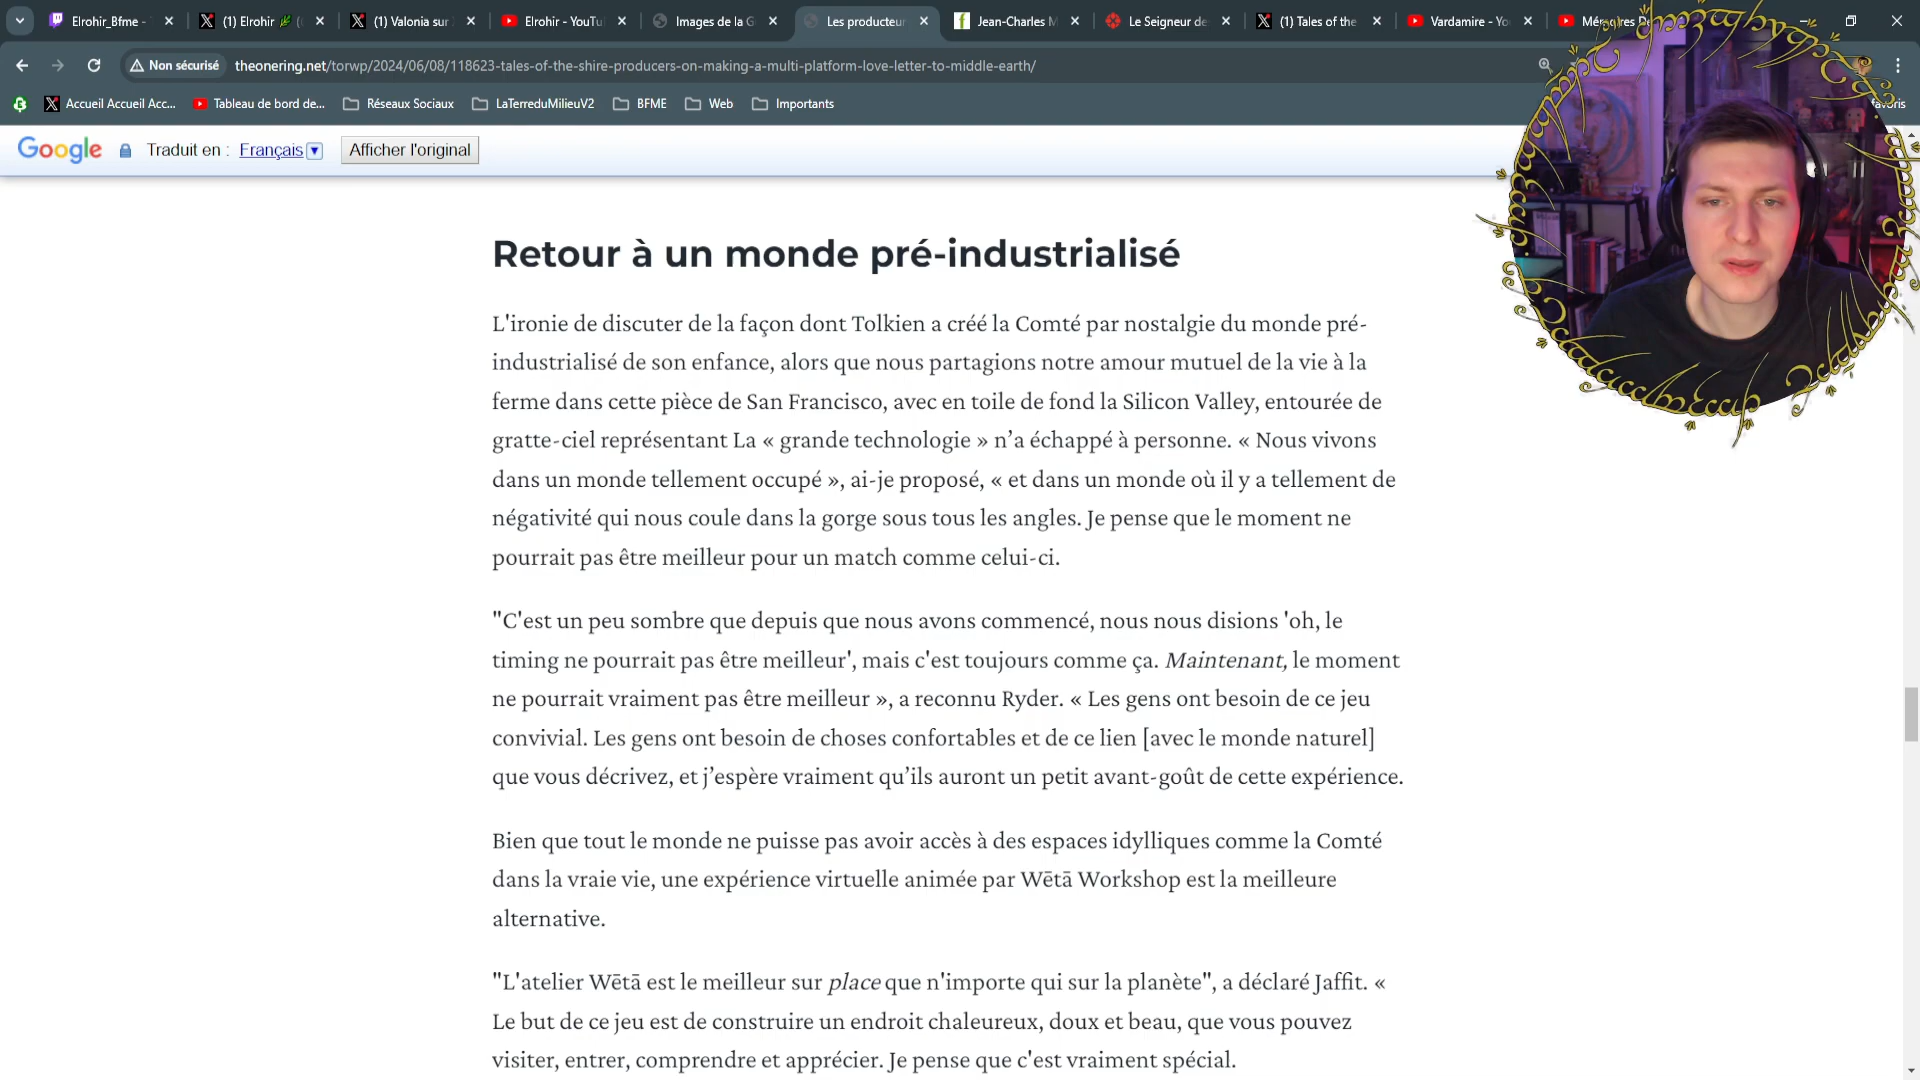 Elrohir_Bfme -
(1) Elrohir
(1) Valonia sur
Elrohir - YouTu
Images de la G
Les producteur
Jean-Charles M
Le Seigneur de
(1) Tales of the
Vardamire - Yo
Non sécurisé
theonering.net/torwp/2024/06/08/118623-tales-of-the-shire-producers-on-making-a-multi-platform-love-letter-to-middle-earth/
Accueil Accueil Acc...
Tableau de bord de...
Réseaux Sociaux
LaTerreduMilieuV2
BFME
Web
Importants
favoris
Google
Traduit en :
Français
Afficher l'original
Retour à un monde pré-industrialisé
L'ironie de discuter de la façon dont Tolkien a créé la Comté par nostalgie du monde pré-
industrialisé de son enfance, alors que nous partagions notre amour mutuel de la vie à la
ferme dans cette pièce de San Francisco, avec en toile de fond la Silicon Valley, entourée de
gratte-ciel représentant La « grande technologie » n’a échappé à personne. « Nous vivons
dans un monde tellement occupé », ai-je proposé, « et dans un monde où il y a tellement de
négativité qui nous coule dans la gorge sous tous les angles. Je pense que le moment ne
pourrait pas être meilleur pour un match comme celui-ci.
"C'est un peu sombre que depuis que nous avons commencé, nous nous disions 'oh, le
timing ne pourrait pas être meilleur', mais c'est toujours comme ça. Maintenant, le moment
ne pourrait vraiment pas être meilleur », a reconnu Ryder. « Les gens ont besoin de ce jeu
convivial. Les gens ont besoin de choses confortables et de ce lien [avec le monde naturel]
que vous décrivez, et j’espère vraiment qu’ils auront un petit avant-goût de cette expérience.
Bien que tout le monde ne puisse pas avoir accès à des espaces idylliques comme la Comté
dans la vraie vie, une expérience virtuelle animée par Wētā Workshop est la meilleure
alternative.
"L'atelier Wētā est le meilleur sur place que n'importe qui sur la planète", a déclaré Jaffit. «
Le but de ce jeu est de construire un endroit chaleureux, doux et beau, que vous pouvez
visiter, entrer, comprendre et apprécier. Je pense que c'est vraiment spécial.